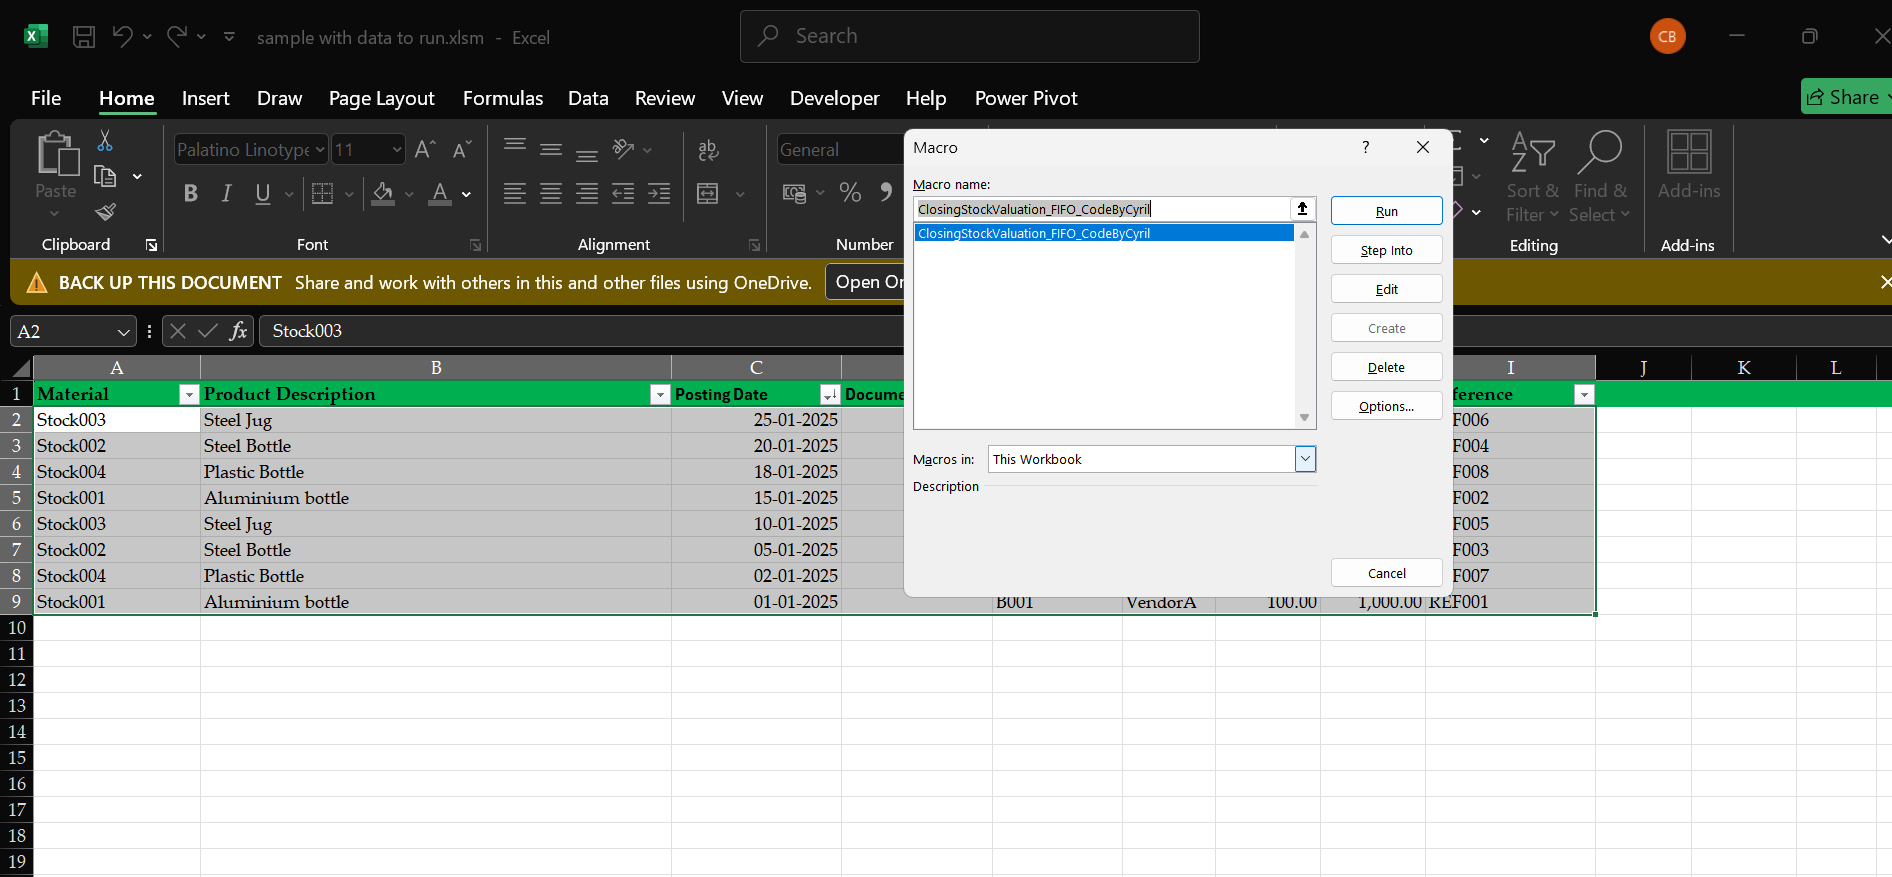 sample with data to run.xlsm - Excel
Search
CB
File Home Insert Draw Page Layout Formulas Data Review View Developer Help Power Pivot
Share
Paste
Clipboard
Palatino Linotype 11
Font
ab
Alignment
General
Number
Sort & Filter
Find & Select
Editing
Add-ins
Add-ins
BACK UP THIS DOCUMENT Share and work with others in this and other files using OneDrive.
A2 fx Stock003
A B C I J K L
1 Material Product Description Posting Date
2 Stock003 Steel Jug 25-01-2025 F006
3 Stock002 Steel Bottle 20-01-2025 F004
4 Stock004 Plastic Bottle 18-01-2025 F008
5 Stock001 Aluminium bottle 15-01-2025 F002
6 Stock003 Steel Jug 10-01-2025 F005
7 Stock002 Steel Bottle 05-01-2025 F003
8 Stock004 Plastic Bottle 02-01-2025 F007
9 Stock001 Aluminium bottle 01-01-2025 B001 VendorA 100.00 1,000.00 REF001
10
11
12
13
14
15
16
17
18
19
Macro
?
Macro name:
ClosingStockValuation_FIFO_CodeByCyril
ClosingStockValuation_FIFO_CodeByCyril
Run
Step Into
Edit
Create
Delete
Options...
Macros in: This Workbook
Description
Cancel